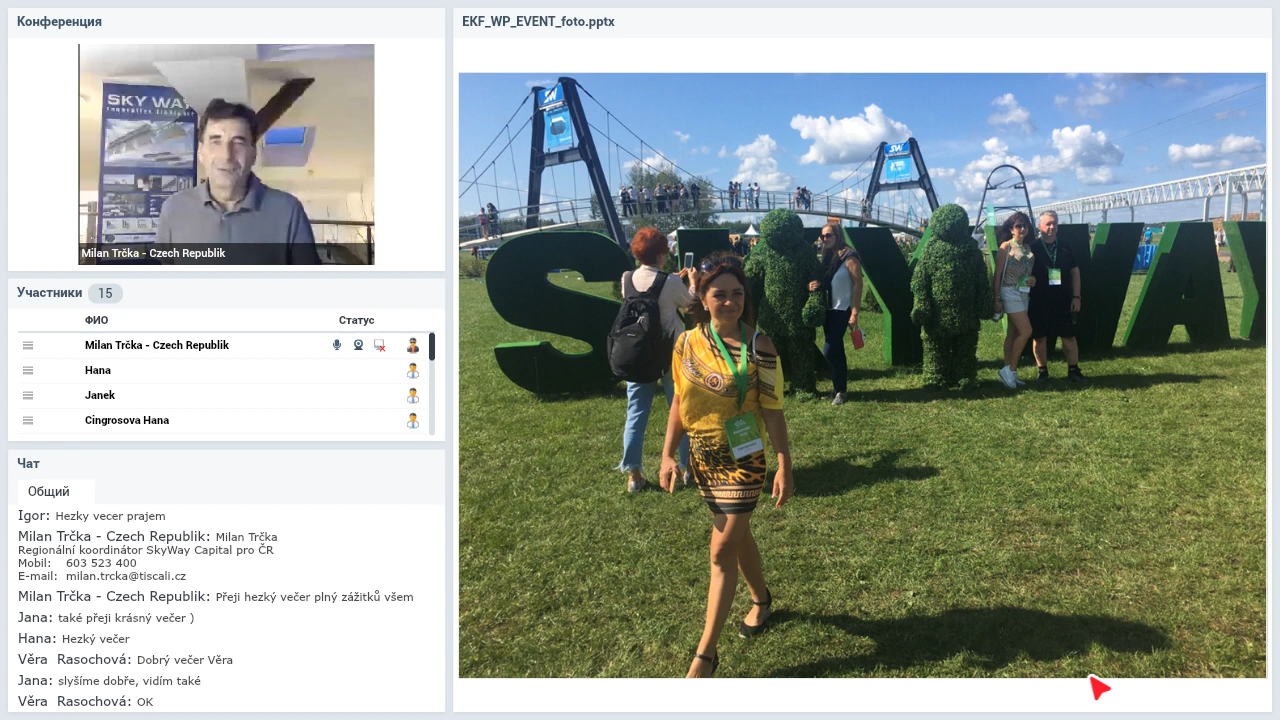 Конференция
SKY WAY
Milan Trčka - Czech Republik
Участники 15
ФИО Статус
Milan Trčka - Czech Republik
Hana
Janek
Cingrosova Hana
Чат
Общий
Igor: Hezky vecer prajem
Milan Trčka - Czech Republik: Milan Trčka
Regionální koordinátor SkyWay Capital pro ČR
Mobil: 603 523 400
E-mail: milan.trcka@tiscali.cz
Milan Trčka - Czech Republik: Přeji hezký večer plný zážitků všem
Jana: také přeji krásný večer )
Hana: Hezký večer
Věra Rasochová: Dobrý večer Věra
Jana: slyšíme dobře, vidím také
Věra Rasochová: OK
EKF_WP_EVENT_foto.pptx
SW
SW
SKYWAY